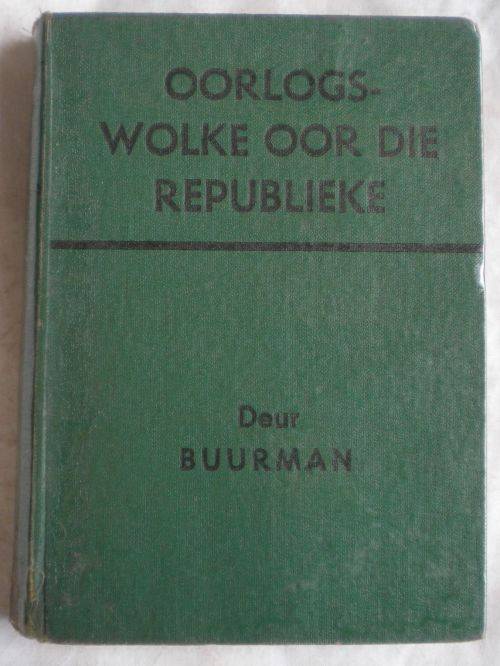 OORLOGS-
WOLKE OOR DIE
REPUBLIEKE
Deur
BUURMAN